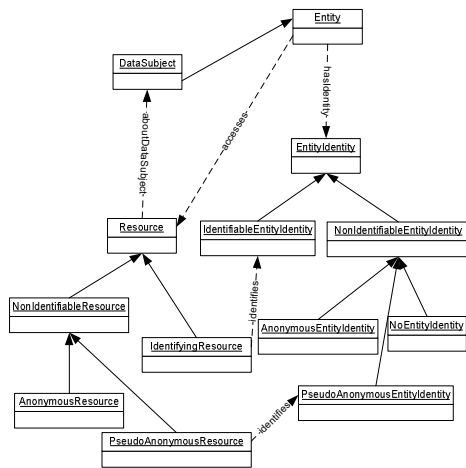 Entity
DataSubject
-hasIdentity-
-accesses-
-aboutDataSubject-
EntityIdentity
Resource
IdentifiableEntityIdentity
NonIdentifiableEntityIdentity
-identifies-
NonIdentifiableResource
IdentifyingResource
AnonymousEntityIdentity
NoEntityIdentity
AnonymousResource
PseudoAnonymousEntityIdentity
-identifies-
PseudoAnonymousResource